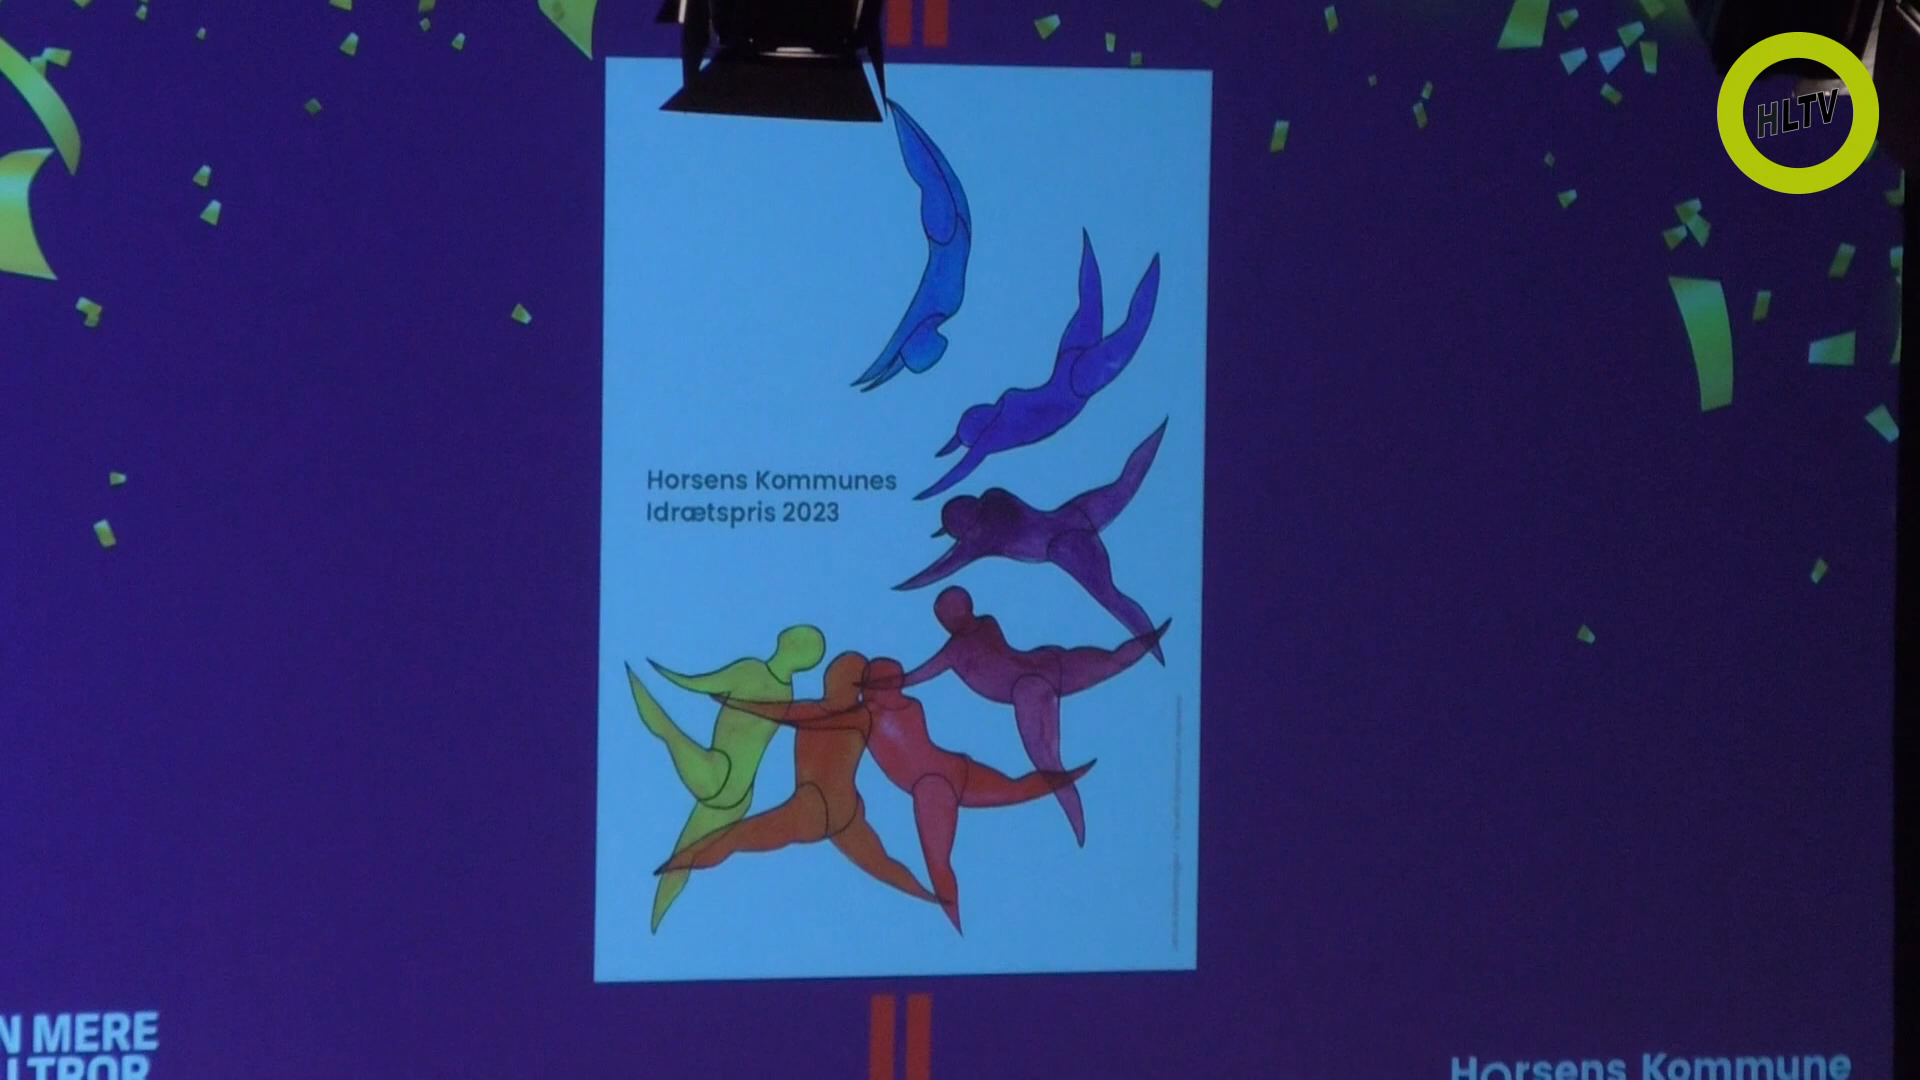 HLTV
Horsens Kommunes
Idrætspris 2023
N MERE
Horsens Kommune